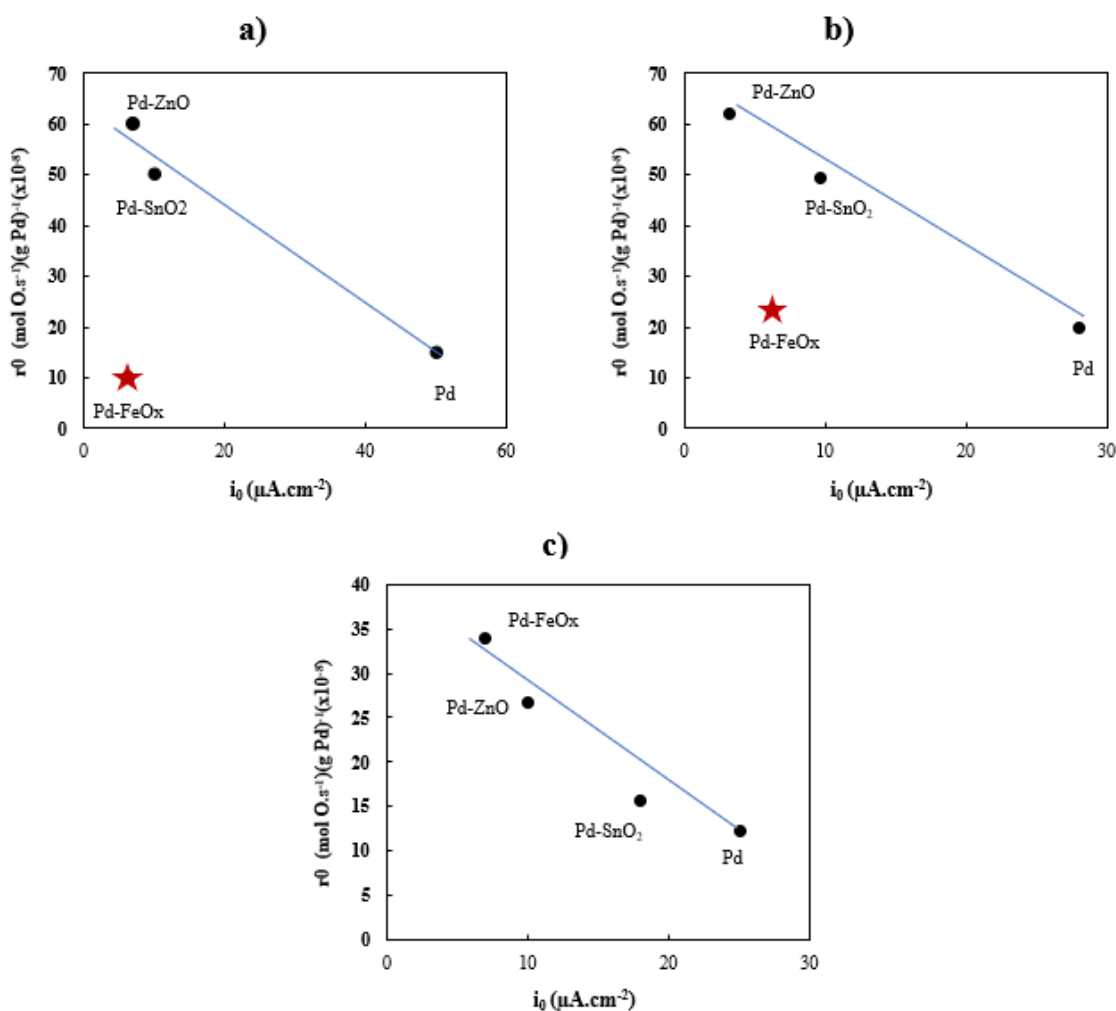 a)
r0 (mol O.s⁻¹)(g Pd)⁻¹(x10⁻⁸)
70
60
50
40
30
20
10
0
Pd-ZnO
Pd-SnO2
Pd
Pd-FeOx
0 20 40 60
i₀ (µA.cm⁻²)
b)
r0 (mol O.s⁻¹)(g Pd)⁻¹(x10⁻⁸)
70
60
50
40
30
20
10
0
Pd-ZnO
Pd-SnO₂
Pd-FeOx
Pd
0 10 20 30
i₀ (µA.cm⁻²)
c)
r0 (mol O.s⁻¹)(g Pd)⁻¹(x10⁻⁸)
40
35
30
25
20
15
10
5
0
Pd-FeOx
Pd-ZnO
Pd-SnO₂
Pd
0 10 20 30
i₀ (µA.cm⁻²)